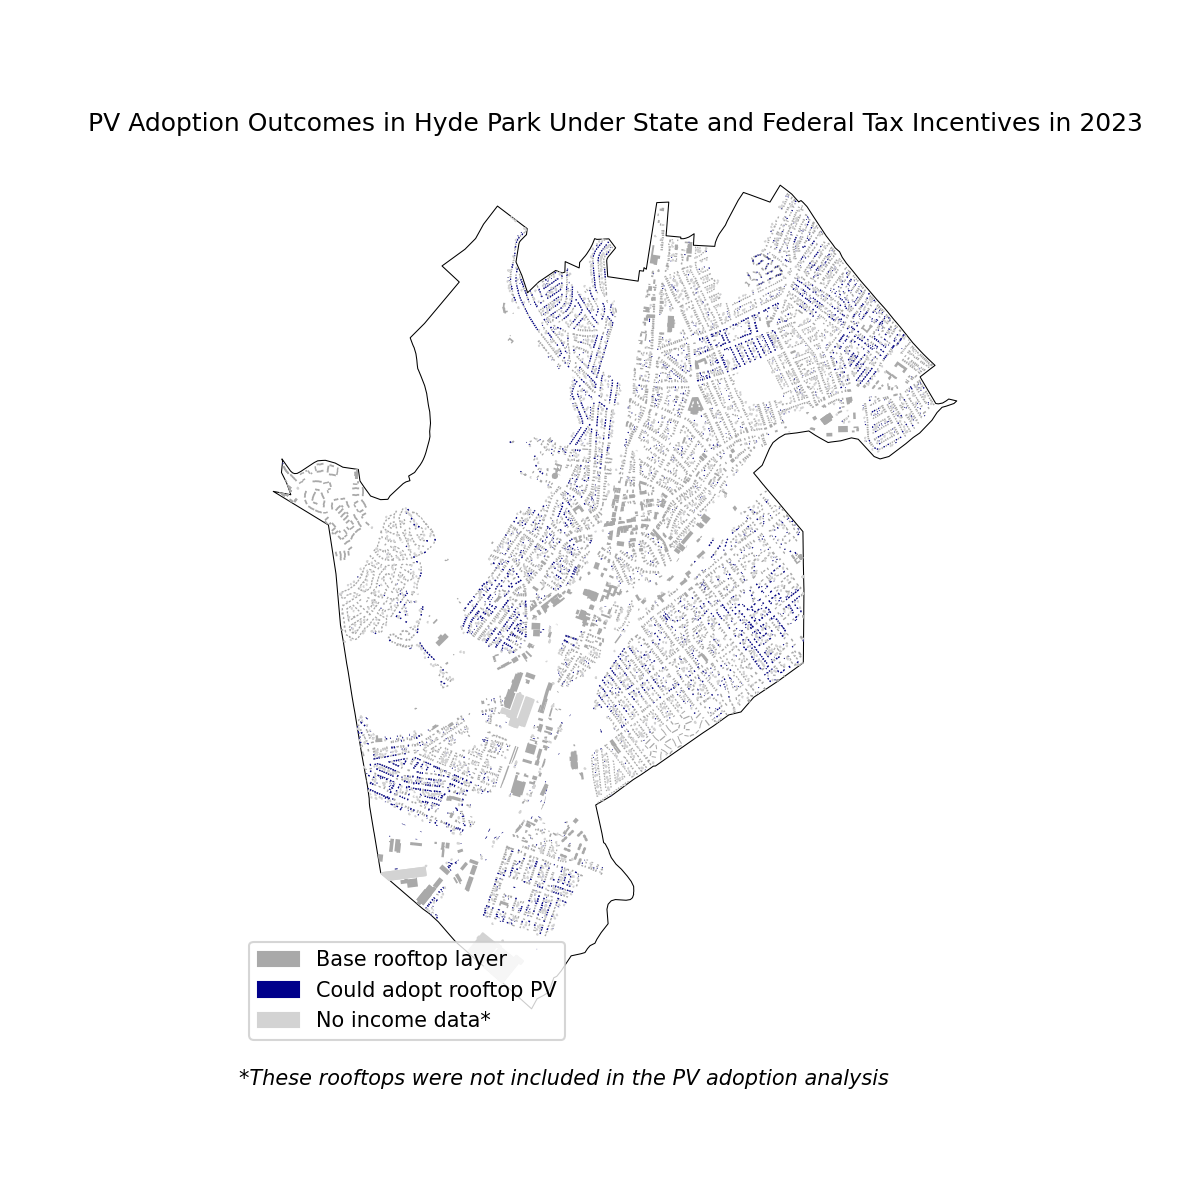 PV Adoption Outcomes in Hyde Park Under State and Federal Tax Incentives in 2023
Base rooftop layer
Could adopt rooftop PV
No income data*
*These rooftops were not included in the PV adoption analysis